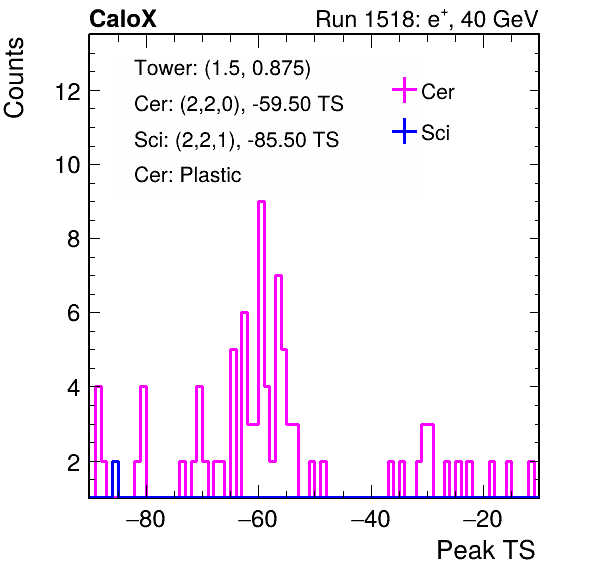 CaloX Run 1518: e⁺, 40 GeV
Counts
Tower: (1.5, 0.875)
Cer: (2,2,0), -59.50 TS
Sci: (2,2,1), -85.50 TS
Cer: Plastic
Cer
Sci
12
10
8
6
4
2
−80 −60 −40 −20
Peak TS